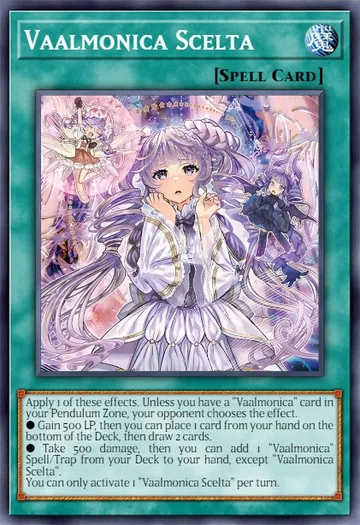 Vaalmonica Scelta
魔
[Spell Card]
Apply 1 of these effects. Unless you have a "Vaalmonica" card in
your Pendulum Zone, your opponent chooses the effect.
● Gain 500 LP, then you can place 1 card from your hand on the
bottom of the Deck, then draw 2 cards.
● Take 500 damage, then you can add 1 "Vaalmonica"
Spell/Trap from your Deck to your hand, except "Vaalmonica
Scelta".
You can only activate 1 "Vaalmonica Scelta" per turn.